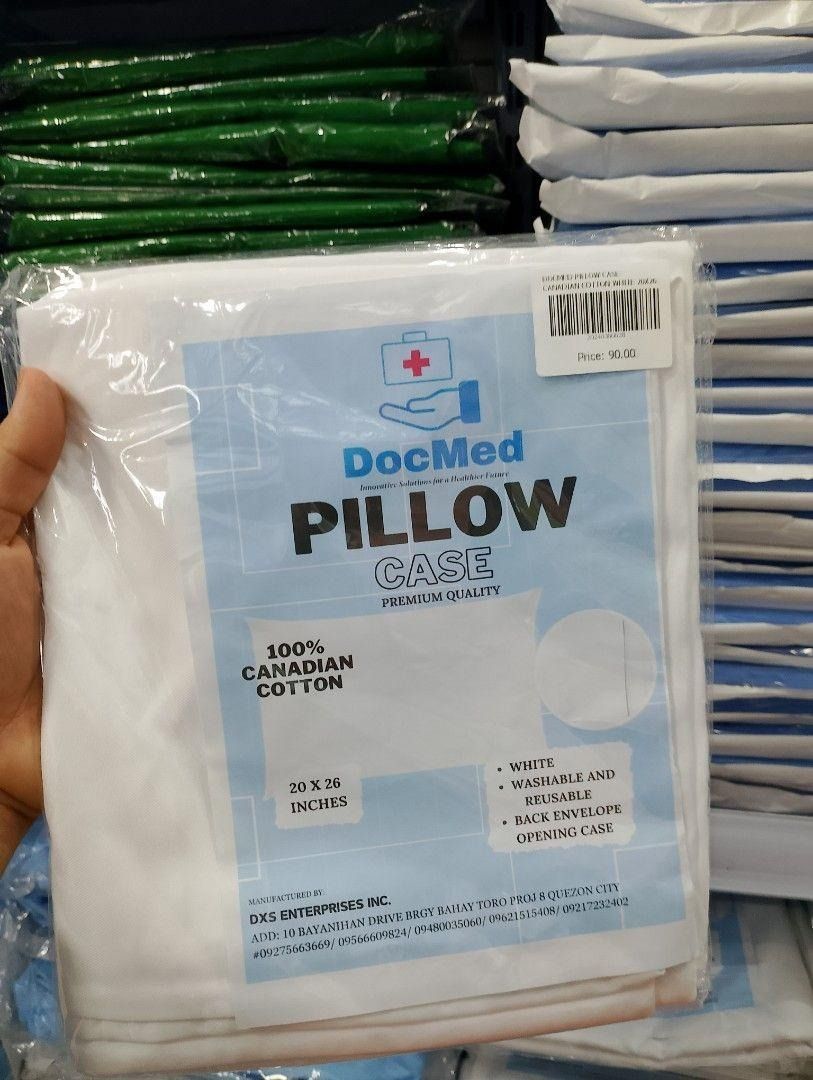 DOCMED PILLOW CASE
CANADIAN COTTON WHITE 20X26
Price: 90.00
DocMed
Innovative Solutions for a Healthier Future
PILLOW
CASE
PREMIUM QUALITY
100%
CANADIAN
COTTON
20 X 26
INCHES
• WHITE
• WASHABLE AND
REUSABLE
• BACK ENVELOPE
OPENING CASE
MANUFACTURED BY:
DXS ENTERPRISES INC.
ADD: 10 BAYANIHAN DRIVE BRGY BAHAY TORO PROJ 8 QUEZON CITY
#09275663669/ 09566609824/ 09480035060/ 09621515408/ 09217232402